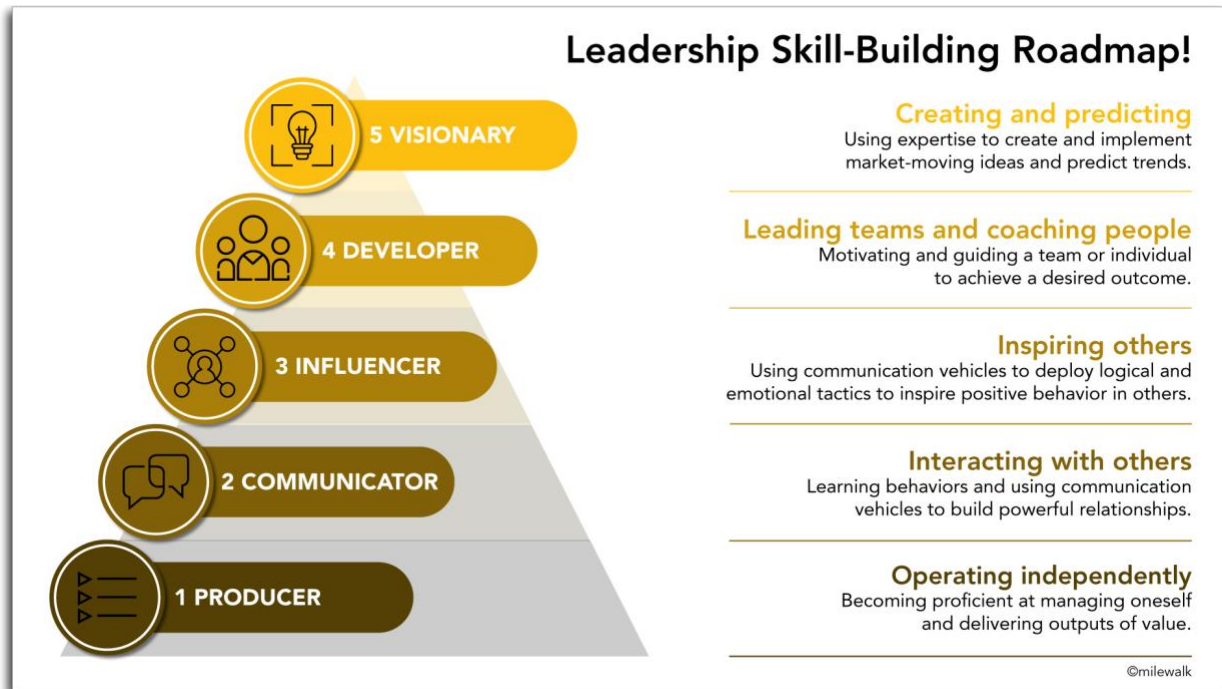 Leadership Skill-Building Roadmap!
5 VISIONARY
Creating and predicting
Using expertise to create and implement
market-moving ideas and predict trends.
4 DEVELOPER
Leading teams and coaching people
Motivating and guiding a team or individual
to achieve a desired outcome.
3 INFLUENCER
Inspiring others
Using communication vehicles to deploy logical and
emotional tactics to inspire positive behavior in others.
2 COMMUNICATOR
Interacting with others
Learning behaviors and using communication
vehicles to build powerful relationships.
1 PRODUCER
Operating independently
Becoming proficient at managing oneself
and delivering outputs of value.
©milewalk